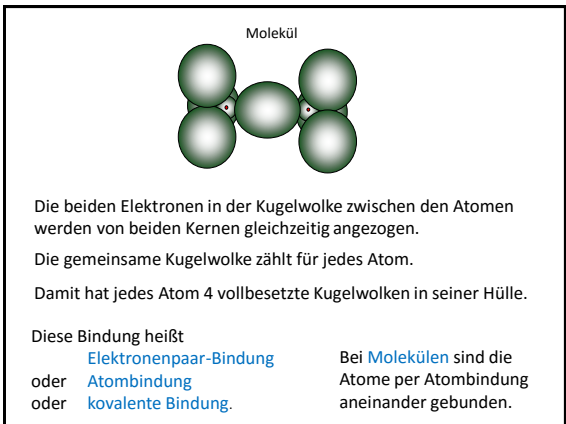 Molekül
Die beiden Elektronen in der Kugelwolke zwischen den Atomen
werden von beiden Kernen gleichzeitig angezogen.
Die gemeinsame Kugelwolke zählt für jedes Atom.
Damit hat jedes Atom 4 vollbesetzte Kugelwolken in seiner Hülle.
Diese Bindung heißt
Elektronenpaar-Bindung
oder Atombindung
oder kovalente Bindung.
Bei Molekülen sind die
Atome per Atombindung
aneinander gebunden.